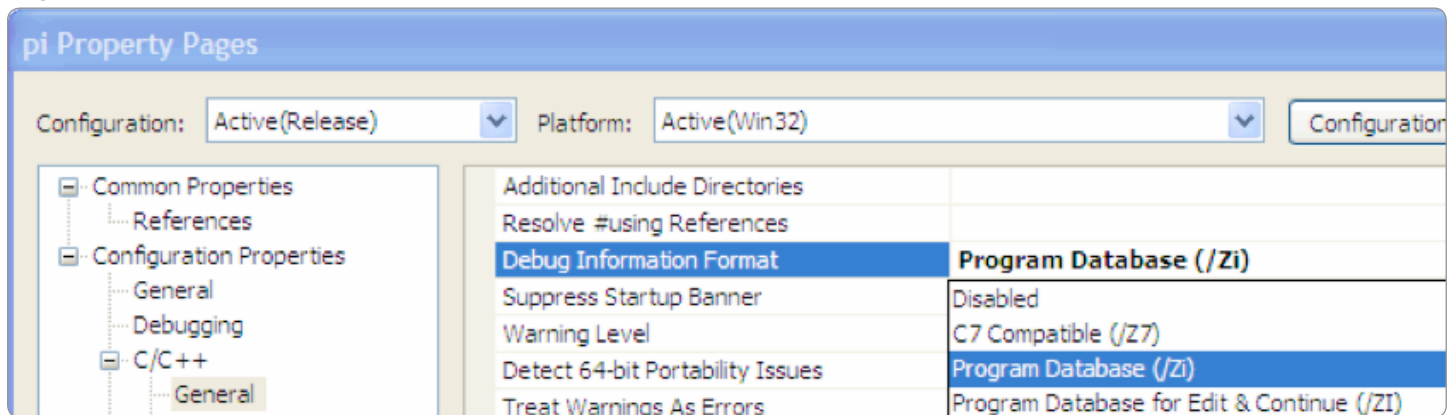 pi Property Pages
Configuration: Active(Release) Platform: Active(Win32) Configuration
Common Properties
References
Configuration Properties
General
Debugging
C/C++
General
Additional Include Directories
Resolve #using References
Debug Information Format Program Database (/Zi)
Suppress Startup Banner
Warning Level
Detect 64-bit Portability Issues
Treat Warnings As Errors
Disabled
C7 Compatible (/Z7)
Program Database (/Zi)
Program Database for Edit & Continue (/ZI)